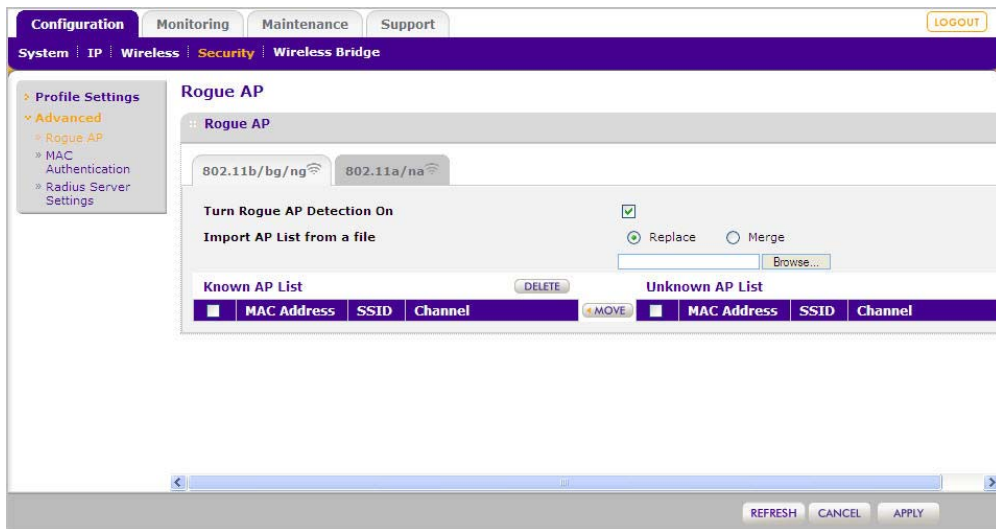 Configuration Monitoring Maintenance Support LOGOUT
System IP Wireless Security Wireless Bridge
Profile Settings
Advanced
Rogue AP
MAC
Authentication
Radius Server
Settings
Rogue AP
Rogue AP
802.11b/bg/ng 802.11a/na
Turn Rogue AP Detection On
Import AP List from a file Replace Merge
Browse...
Known AP List DELETE Unknown AP List
MAC Address SSID Channel MOVE MAC Address SSID Channel
REFRESH CANCEL APPLY